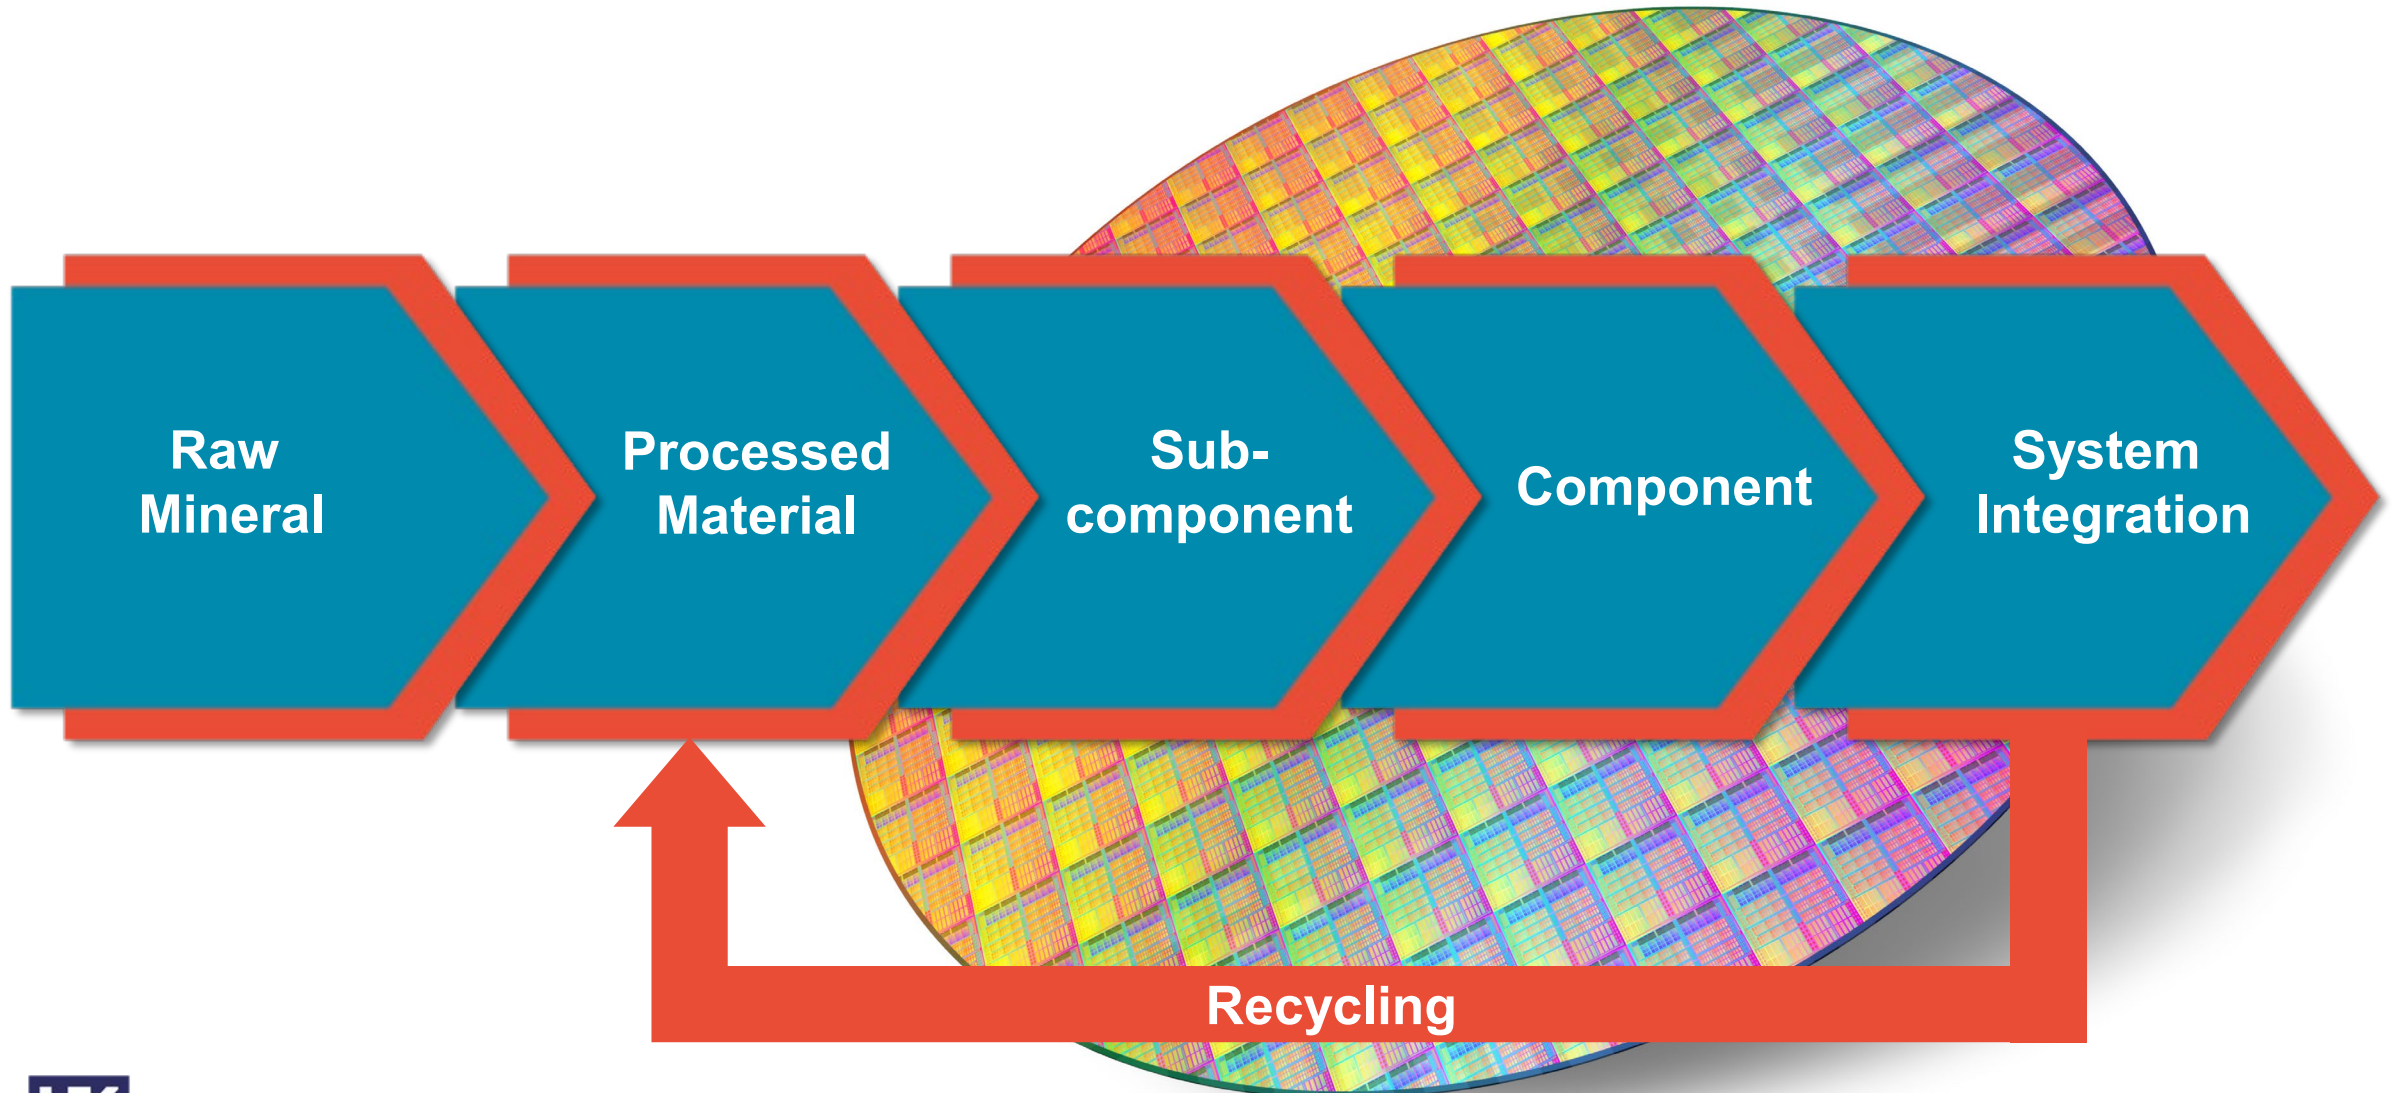 Raw
Mineral
Processed
Material
Sub-
component
Component
System
Integration
Recycling